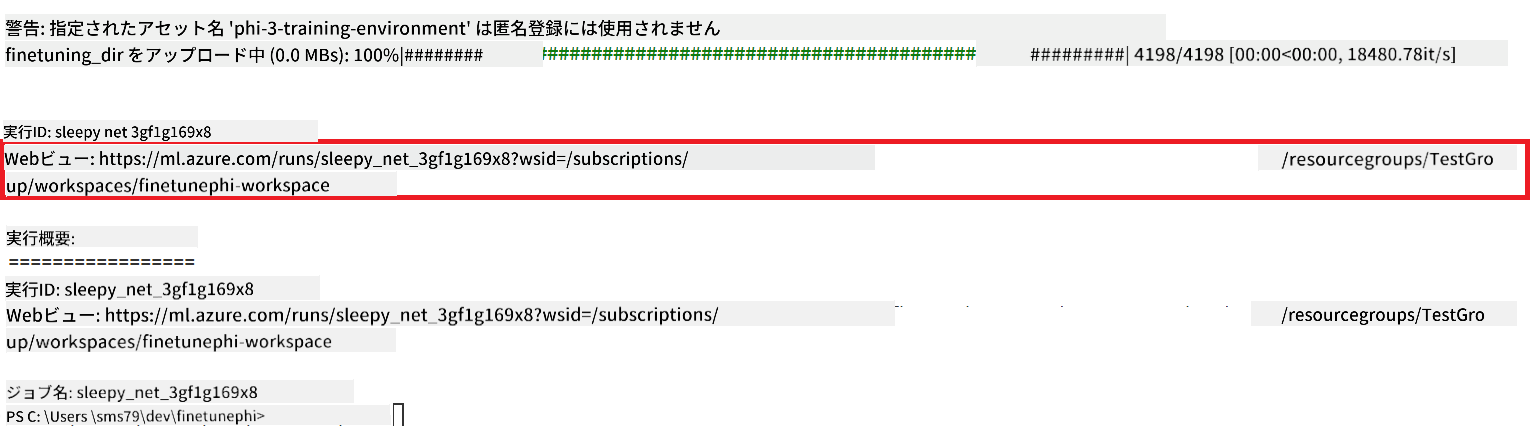 警告: 指定されたアセット名 'phi-3-training-environment' は匿名登録には使用されません
finetuning_dir をアップロード中 (0.0 MBs): 100%|######## ############################################ #########| 4198/4198 [00:00<00:00, 18480.78it/s]
実行ID: sleepy net 3gf1g169x8
Webビュー: https://ml.azure.com/runs/sleepy_net_3gf1g169x8?wsid=/subscriptions/ /resourcegroups/TestGro
up/workspaces/finetunephi-workspace
実行概要:
=================
実行ID: sleepy_net_3gf1g169x8
Webビュー: https://ml.azure.com/runs/sleepy_net_3gf1g169x8?wsid=/subscriptions/ /resourcegroups/TestGro
up/workspaces/finetunephi-workspace
ジョブ名: sleepy_net_3gf1g169x8
PS C: \Users \sms79\dev\finetunephi>